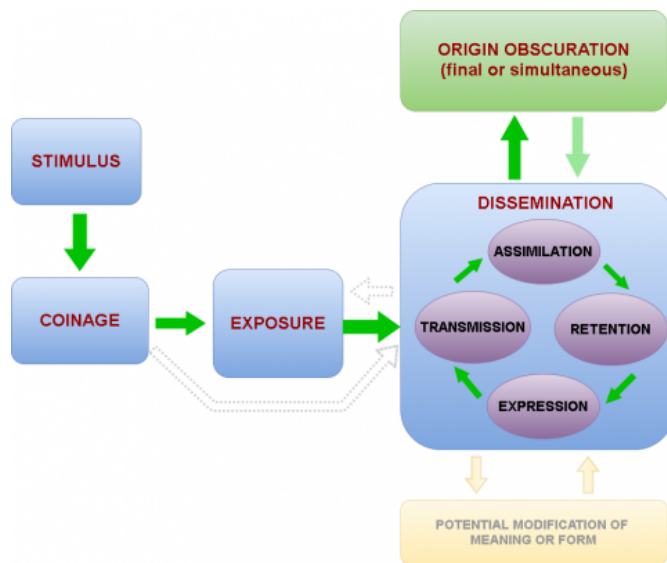 ORIGIN OBSCURATION
(final or simultaneous)
STIMULUS
DISSEMINATION
ASSIMILATION
COINAGE
EXPOSURE
TRANSMISSION
RETENTION
EXPRESSION
POTENTIAL MODIFICATION OF
MEANING OR FORM